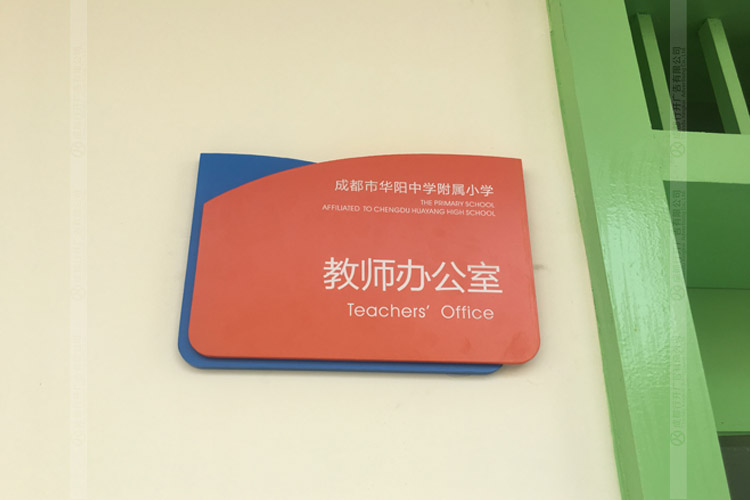 成都市华阳中学附属小学
THE PRIMARY SCHOOL
AFFILIATED TO CHENGDU HUAYANG HIGH SCHOOL
教师办公室
Teachers' Office